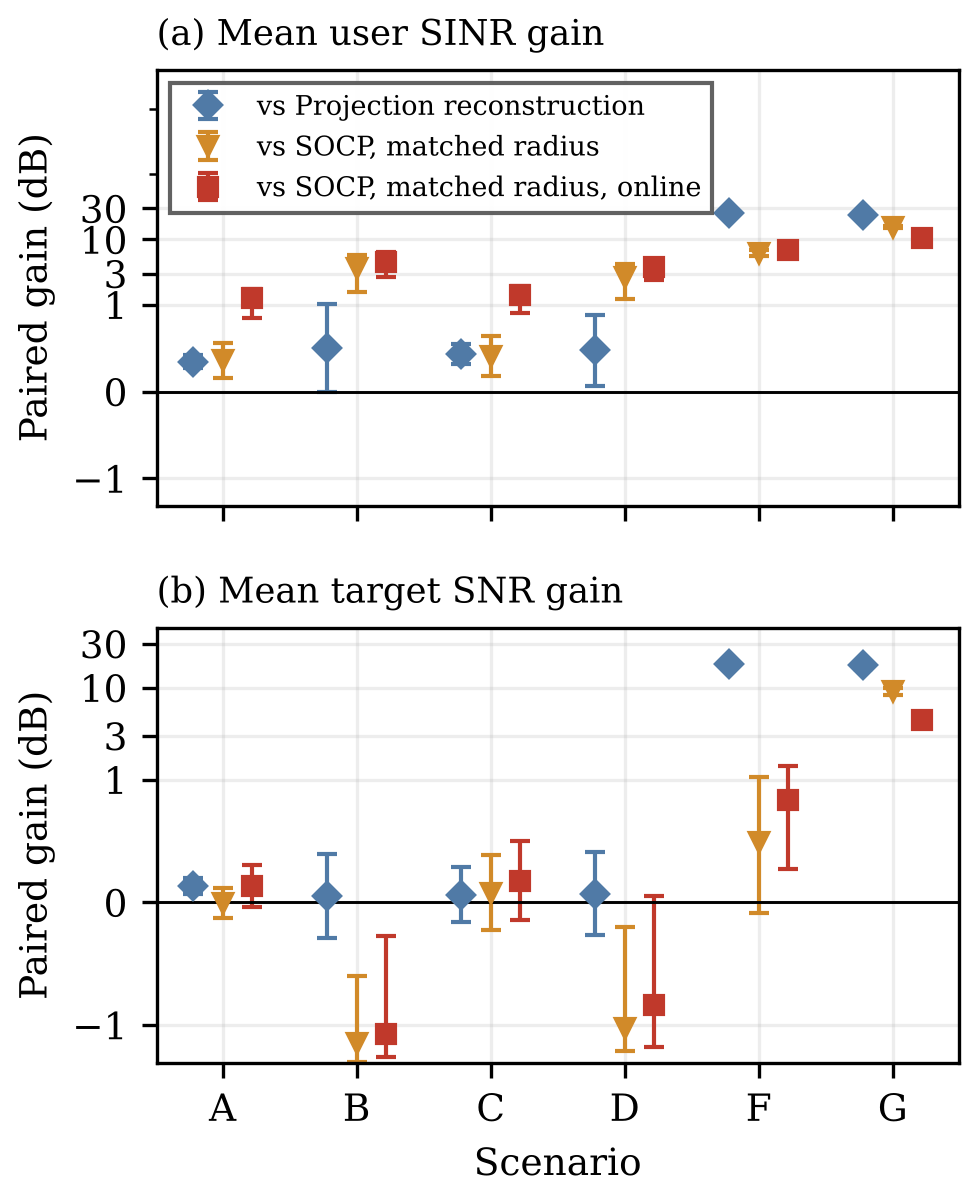 (a) Mean user SINR gain
vs Projection reconstruction
vs SOCP, matched radius
vs SOCP, matched radius, online
Paired gain (dB)
30
10
3
1
0
−1
(b) Mean target SNR gain
Paired gain (dB)
30
10
3
1
0
−1
A B C D F G
Scenario